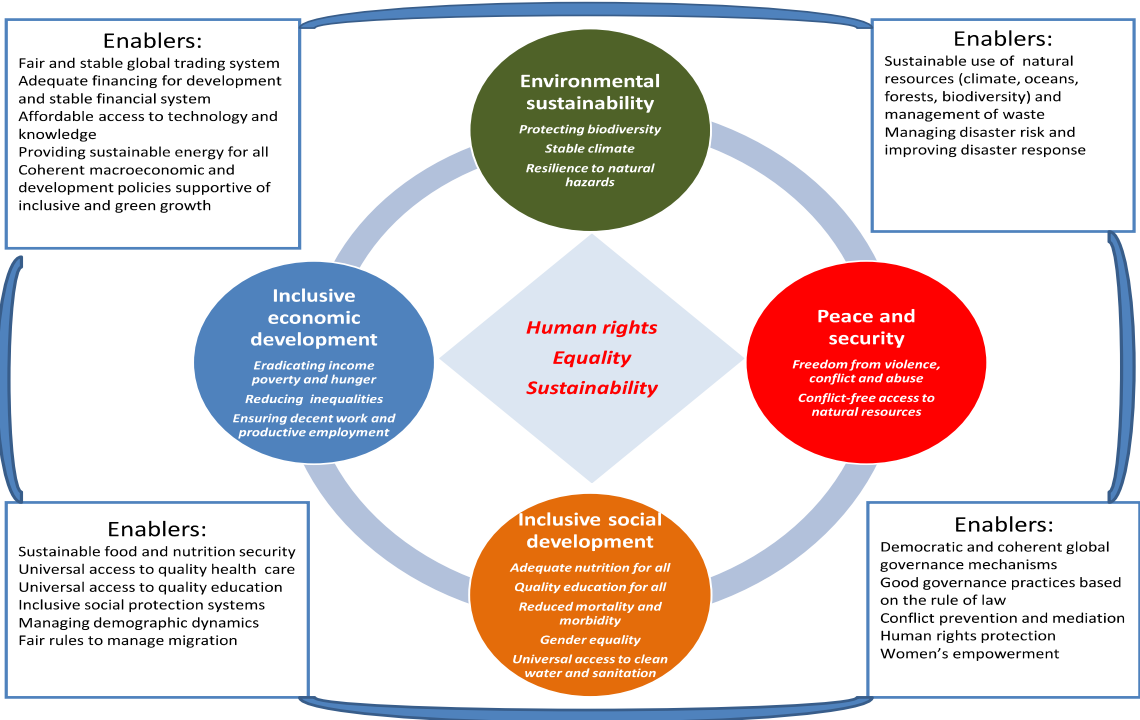 Enablers:
Fair and stable global trading system
Adequate financing for development
and stable financial system
Affordable access to technology and
knowledge
Providing sustainable energy for all
Coherent macroeconomic and
development policies supportive of
inclusive and green growth
Environmental
sustainability
Protecting biodiversity
Stable climate
Resilience to natural
hazards
Enablers:
Sustainable use of natural
resources (climate, oceans,
forests, biodiversity) and
management of waste
Managing disaster risk and
improving disaster response
Inclusive
economic
development
Eradicating income
poverty and hunger
Reducing inequalities
Ensuring decent work and
productive employment
Human rights
Equality
Sustainability
Peace and
security
Freedom from violence,
conflict and abuse
Conflict-free access to
natural resources
Enablers:
Sustainable food and nutrition security
Universal access to quality health care
Universal access to quality education
Inclusive social protection systems
Managing demographic dynamics
Fair rules to manage migration
Inclusive social
development
Adequate nutrition for all
Quality education for all
Reduced mortality and
morbidity
Gender equality
Universal access to clean
water and sanitation
Enablers:
Democratic and coherent global
governance mechanisms
Good governance practices based
on the rule of law
Conflict prevention and mediation
Human rights protection
Women’s empowerment